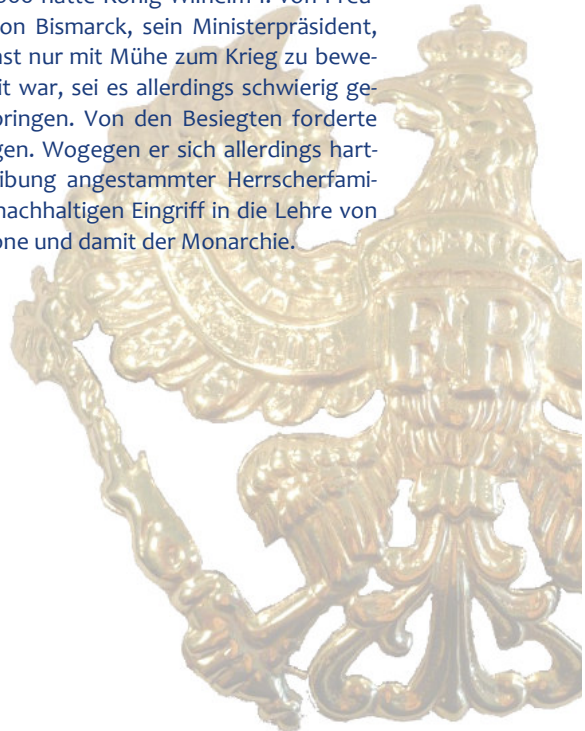 hatte König Wilhelm I. von Preu-
on Bismarck, sein Ministerpräsident,
nst nur mit Mühe zum Krieg zu bewe-
it war, sei es allerdings schwierig ge-
bringen. Von den Besiegten forderte
gen. Wogegen er sich allerdings hart-
ibung angestammter Herrscherfami-
nachhaltigen Eingriff in die Lehre von
one und damit der Monarchie.
FR